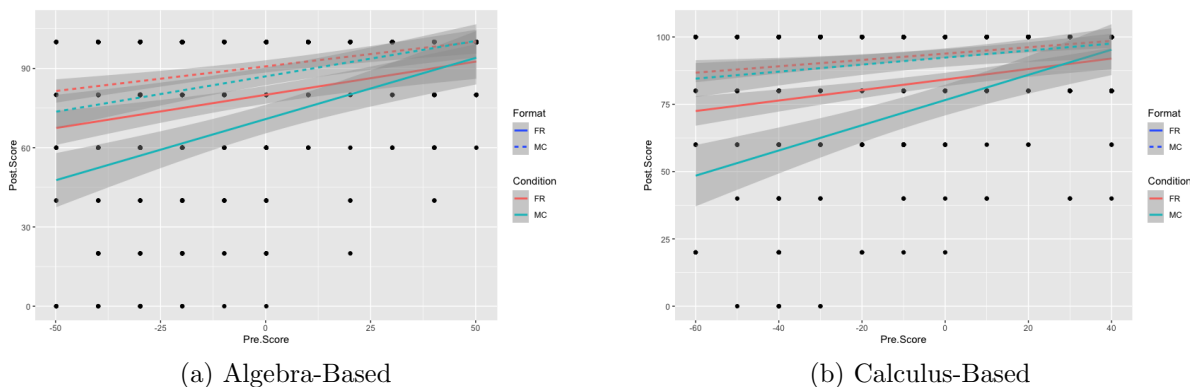 90
60
30
0
Post.Score
-50
-25
0
25
50
Pre.Score
Format
FR
MC
Condition
FR
MC
(a) Algebra-Based
100
75
50
25
0
Post.Score
-60
-40
-20
0
20
40
Pre.Score
Format
FR
MC
Condition
FR
MC
(b) Calculus-Based